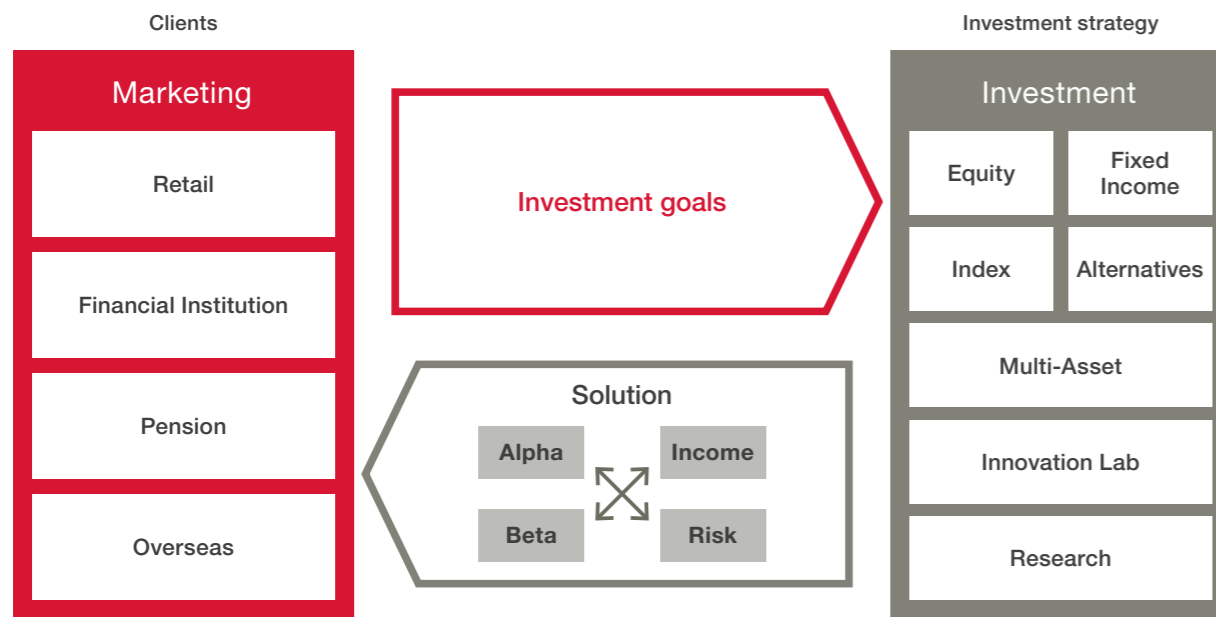 Clients
Marketing
Retail
Financial Institution
Pension
Overseas
Investment goals
Solution
Alpha
Income
Beta
Risk
Investment strategy
Investment
Equity
Fixed
Income
Index
Alternatives
Multi-Asset
Innovation Lab
Research